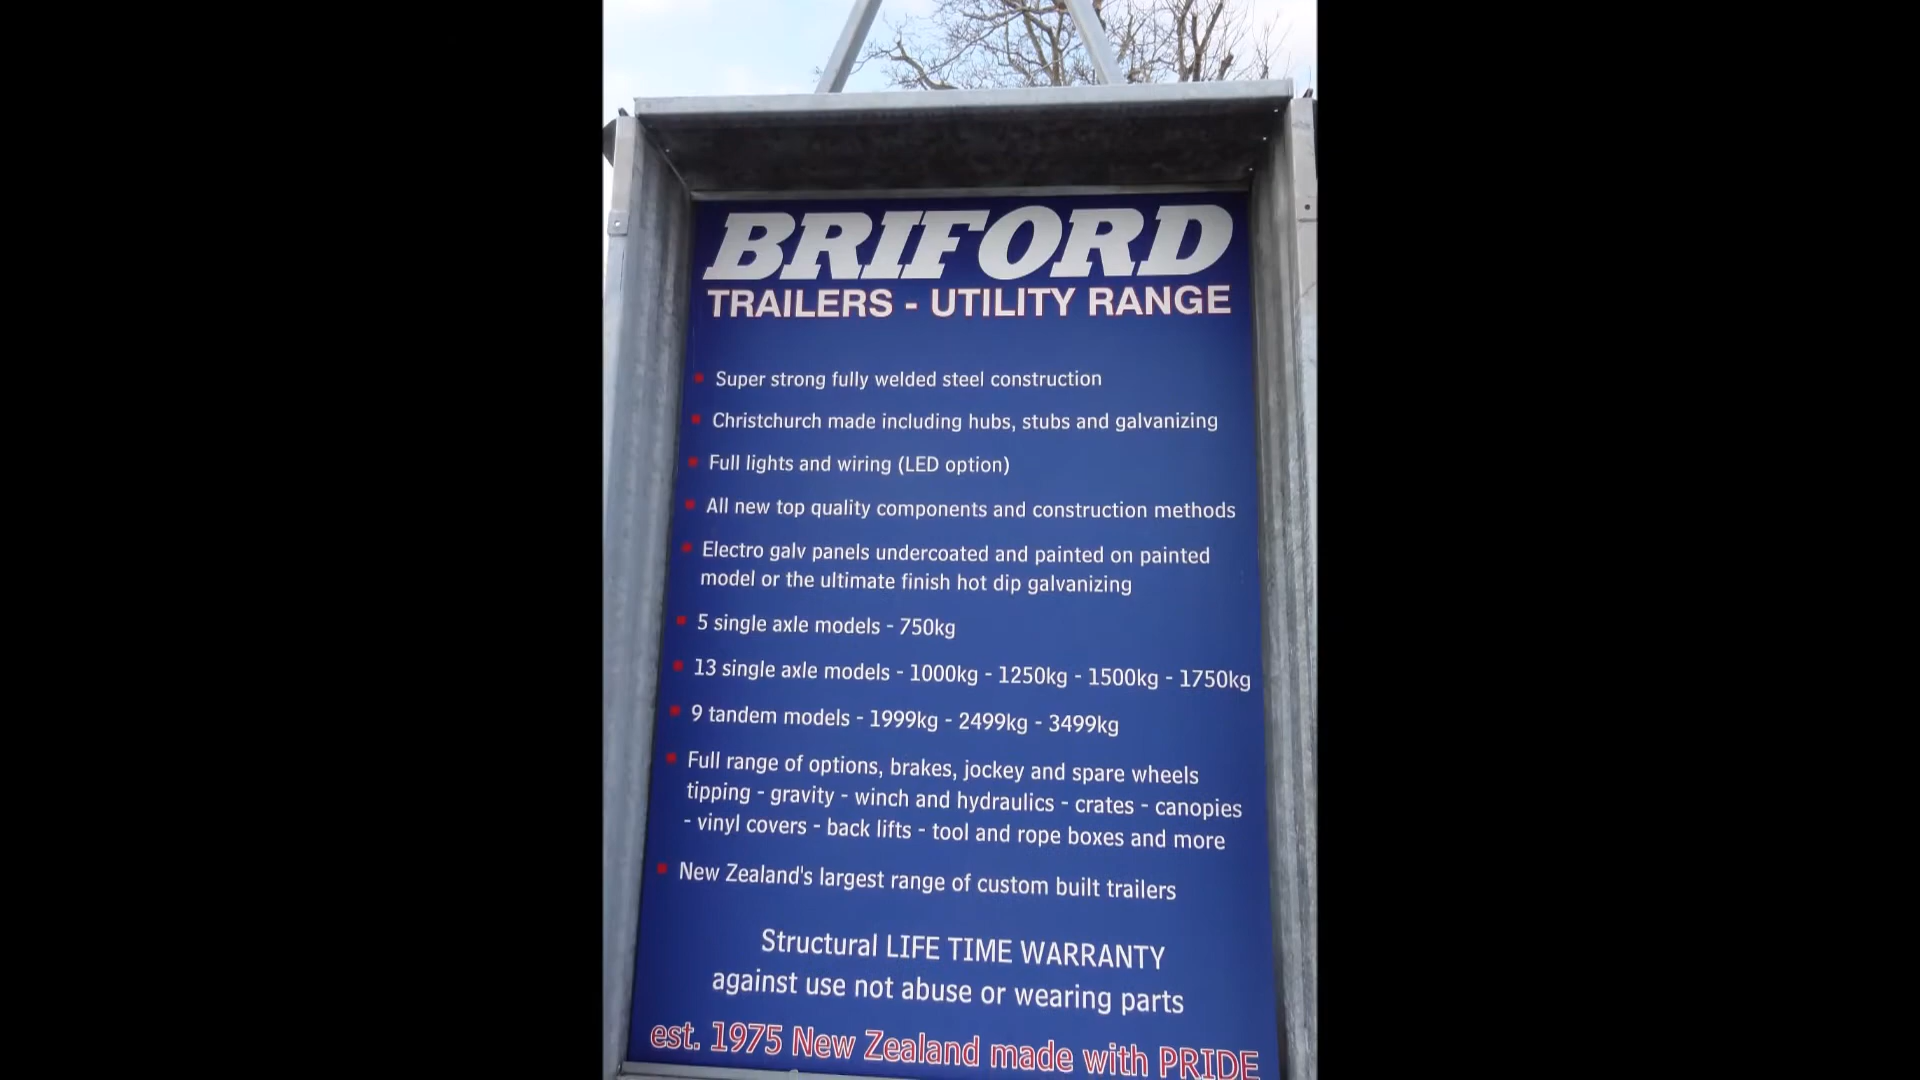 BRIFORD
TRAILERS - UTILITY RANGE
Super strong fully welded steel construction
Christchurch made including hubs, stubs and galvanizing
Full lights and wiring (LED option)
All new top quality components and construction methods
Electro galv panels undercoated and painted on painted
model or the ultimate finish hot dip galvanizing
5 single axle models - 750kg
13 single axle models - 1000kg - 1250kg - 1500kg - 1750kg
9 tandem models - 1999kg - 2499kg - 3499kg
Full range of options, brakes, jockey and spare wheels
tipping - gravity - winch and hydraulics - crates - canopies
- vinyl covers - back lifts - tool and rope boxes and more
New Zealand's largest range of custom built trailers
Structural LIFE TIME WARRANTY
against use not abuse or wearing parts
est. 1975 New Zealand made with PRIDE